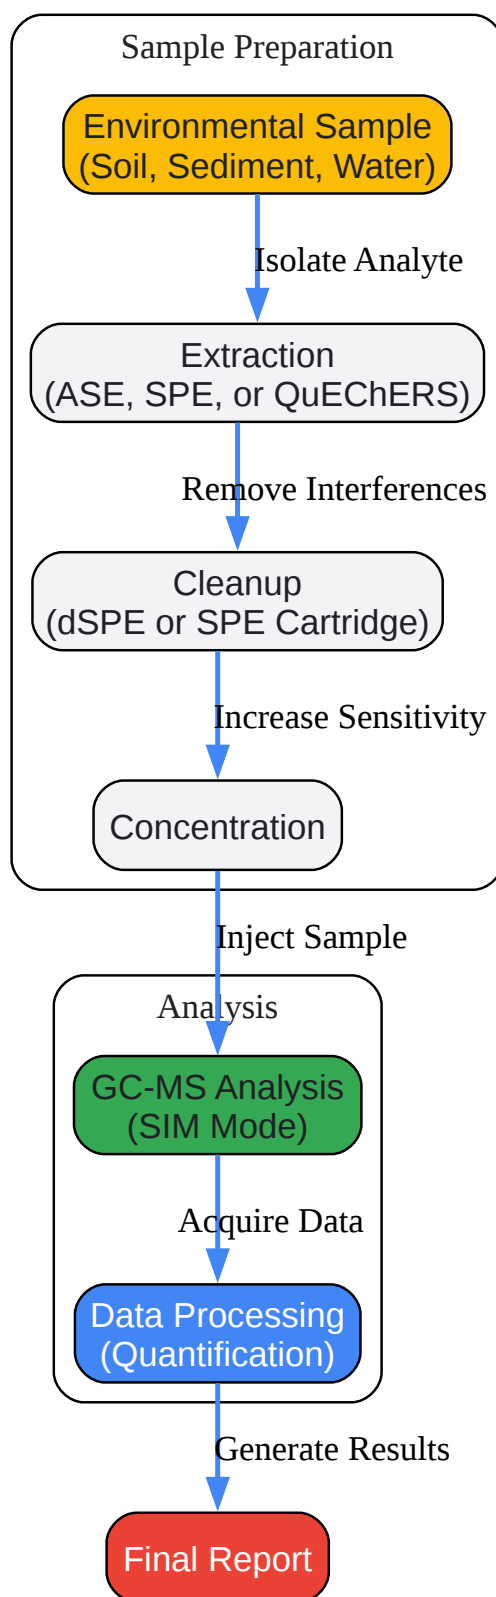 Sample Preparation
Environmental Sample
(Soil, Sediment, Water)
Isolate Analyte
Extraction
(ASE, SPE, or QuEChERS)
Remove Interferences
Cleanup
(dSPE or SPE Cartridge)
Increase Sensitivity
Concentration
Inject Sample
Analysis
GC-MS Analysis
(SIM Mode)
Acquire Data
Data Processing
(Quantification)
Generate Results
Final Report